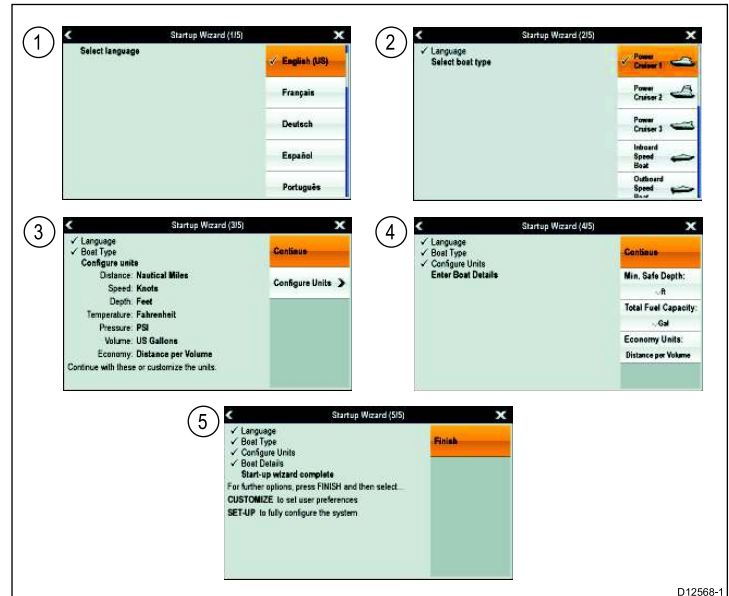 1
Startup Wizard (1/5)
Select language
English (US)
Français
Deutsch
Español
Português
2
Startup Wizard (2/5)
✓ Language
Select boat type
Power
Cruiser 1
Power
Cruiser 2
Power
Cruiser 3
Inboard
Speed
Boat
Outboard
Speed
Boat
3
Startup Wizard (3/5)
✓ Language
✓ Boat Type
Configure units
Distance: Nautical Miles
Speed: Knots
Depth: Feet
Temperature: Fahrenheit
Pressure: PSI
Volume: US Gallons
Economy: Distance per Volume
Continue with these or customize the units.
Continue
Configure Units
4
Startup Wizard (4/5)
✓ Language
✓ Boat Type
✓ Configure Units
Enter Boat Details
Continue
Min. Safe Depth:
--ft
Total Fuel Capacity:
--Gal
Economy Units:
Distance per Volume
5
Startup Wizard (5/5)
✓ Language
✓ Boat Type
✓ Configure Units
✓ Boat Details
Start-up wizard complete
For further options, press FINISH and then select...
CUSTOMIZE to set user preferences
SET-UP to fully configure the system
Finish
D12568-1